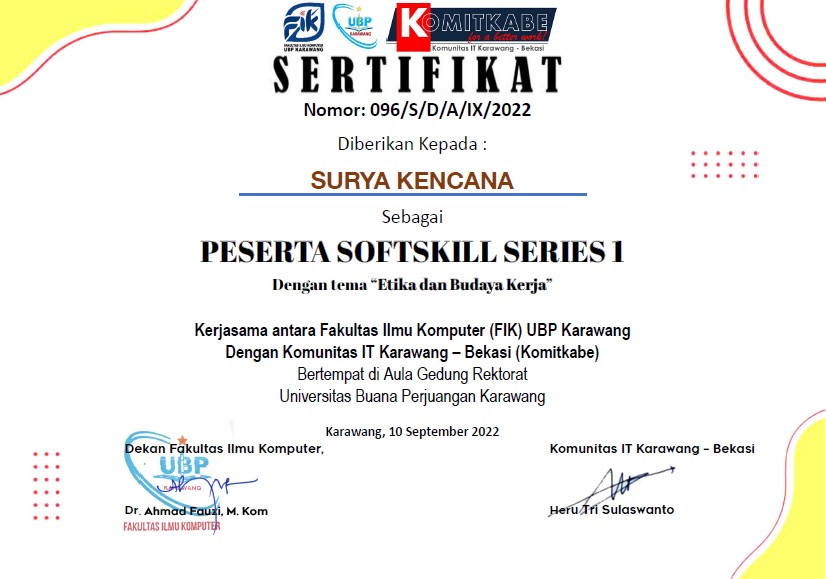 FIK
FAKULTAS ILMU KOMPUTER
UBP KARAWANG
UBP
KARAWANG
KOMITKABE
for a better work!
Komunitas IT Karawang - Bekasi
SERTIFIKAT
Nomor: 096/S/D/A/IX/2022
Diberikan Kepada :
SURYA KENCANA
Sebagai
PESERTA SOFTSKILL SERIES 1
Dengan tema “Etika dan Budaya Kerja”
Kerjasama antara Fakultas Ilmu Komputer (FIK) UBP Karawang
Dengan Komunitas IT Karawang – Bekasi (Komitkabe)
Bertempat di Aula Gedung Rektorat
Universitas Buana Perjuangan Karawang
Karawang, 10 September 2022
Dekan Fakultas Ilmu Komputer,
UBP
KARAWANG
Dr. Ahmad Fauzi, M. Kom
FAKULTAS ILMU KOMPUTER
Komunitas IT Karawang – Bekasi
Heru Tri Sulaswanto